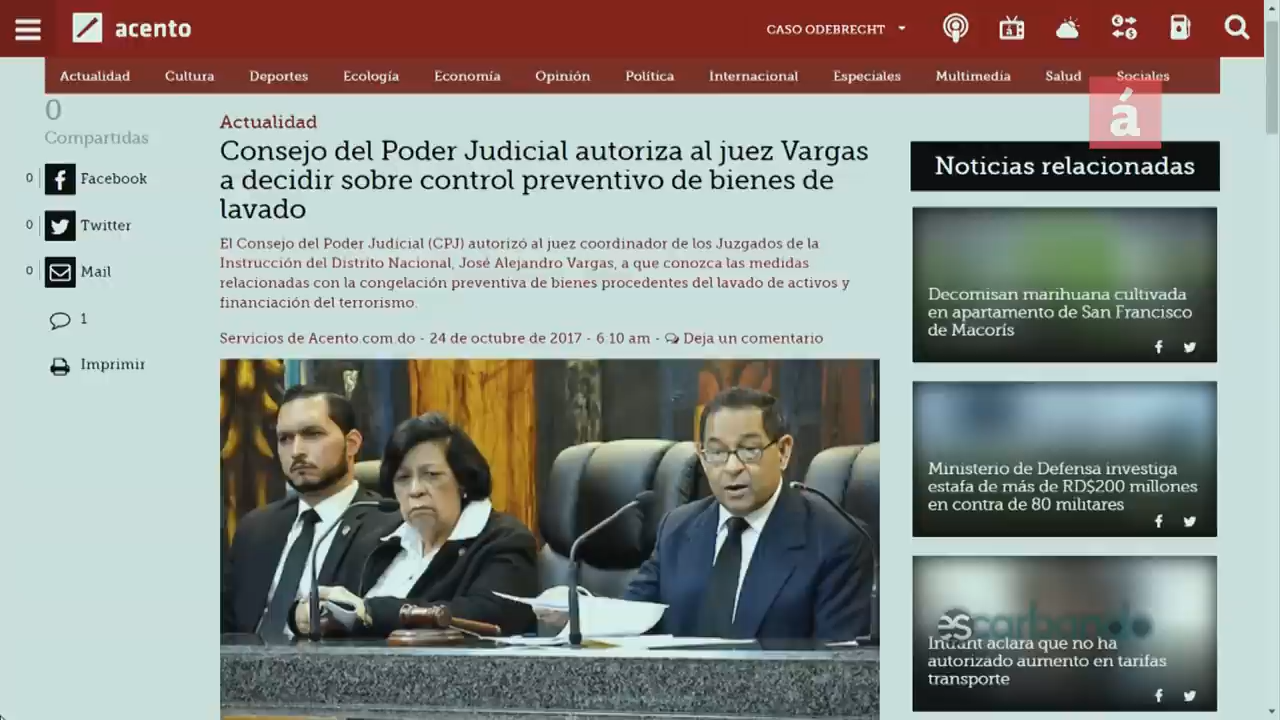 acento
CASO ODEBRECHT
Actualidad
Cultura
Deportes
Ecología
Economía
Opinión
Política
Internacional
Especiales
Multimedia
Salud
Sociales
á
0
Compartidas
0 Facebook
0 Twitter
0 Mail
1
Imprimir
Actualidad
Consejo del Poder Judicial autoriza al juez Vargas
a decidir sobre control preventivo de bienes de
lavado
El Consejo del Poder Judicial (CPJ) autorizó al juez coordinador de los Juzgados de la
Instrucción del Distrito Nacional, José Alejandro Vargas, a que conozca las medidas
relacionadas con la congelación preventiva de bienes procedentes del lavado de activos y
financiación del terrorismo.
Servicios de Acento.com.do - 24 de octubre de 2017 - 6:10 am - Deja un comentario
Noticias relacionadas
Decomisan marihuana cultivada
en apartamento de San Francisco
de Macorís
Ministerio de Defensa investiga
estafa de más de RD$200 millones
en contra de 80 militares
escarbando
Intrant aclara que no ha
autorizado aumento en tarifas
transporte